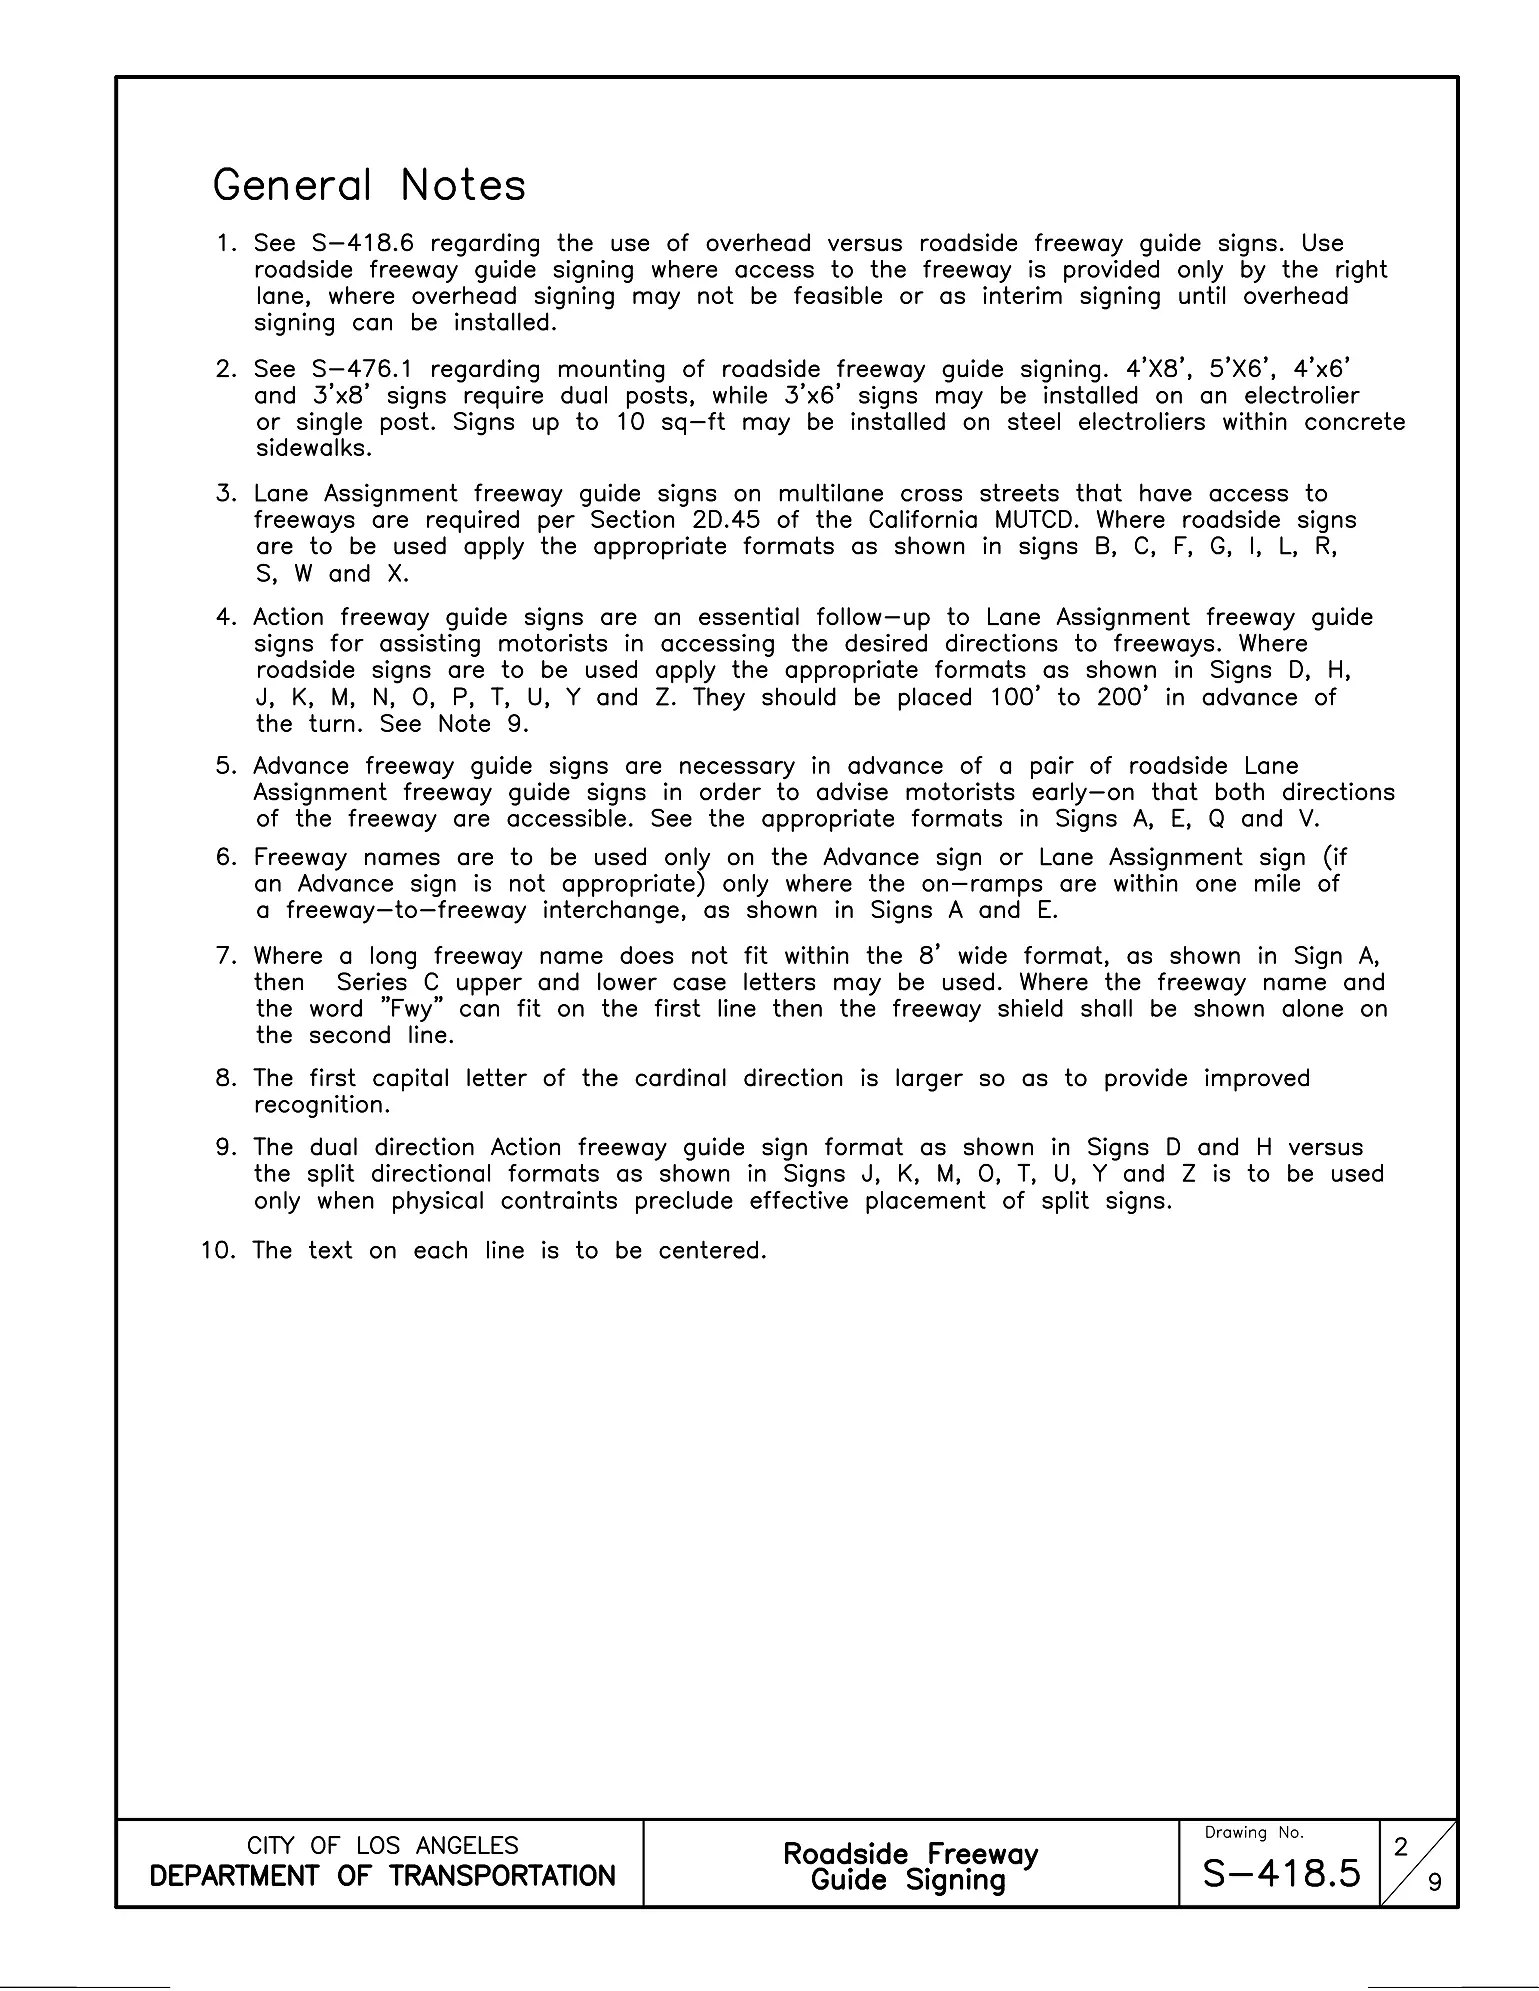 General Notes
1. See S-418.6 regarding the use of overhead versus roadside freeway guide signs. Use
roadside freeway guide signing where access to the freeway is provided only by the right
lane, where overhead signing may not be feasible or as interim signing until overhead
signing can be installed.
2. See S-476.1 regarding mounting of roadside freeway guide signing. 4'X8', 5'X6', 4'x6'
and 3'x8' signs require dual posts, while 3'x6' signs may be installed on an electrolier
or single post. Signs up to 10 sq-ft may be installed on steel electroliers within concrete
sidewalks.
3. Lane Assignment freeway guide signs on multilane cross streets that have access to
freeways are required per Section 2D.45 of the California MUTCD. Where roadside signs
are to be used apply the appropriate formats as shown in signs B, C, F, G, I, L, R,
S, W and X.
4. Action freeway guide signs are an essential follow-up to Lane Assignment freeway guide
signs for assisting motorists in accessing the desired directions to freeways. Where
roadside signs are to be used apply the appropriate formats as shown in Signs D, H,
J, K, M, N, O, P, T, U, Y and Z. They should be placed 100' to 200' in advance of
the turn. See Note 9.
5. Advance freeway guide signs are necessary in advance of a pair of roadside Lane
Assignment freeway guide signs in order to advise motorists early-on that both directions
of the freeway are accessible. See the appropriate formats in Signs A, E, Q and V.
6. Freeway names are to be used only on the Advance sign or Lane Assignment sign (if
an Advance sign is not appropriate) only where the on-ramps are within one mile of
a freeway-to-freeway interchange, as shown in Signs A and E.
7. Where a long freeway name does not fit within the 8' wide format, as shown in Sign A,
then Series C upper and lower case letters may be used. Where the freeway name and
the word "Fwy" can fit on the first line then the freeway shield shall be shown alone on
the second line.
8. The first capital letter of the cardinal direction is larger so as to provide improved
recognition.
9. The dual direction Action freeway guide sign format as shown in Signs D and H versus
the split directional formats as shown in Signs J, K, M, O, T, U, Y and Z is to be used
only when physical contraints preclude effective placement of split signs.
10. The text on each line is to be centered.
CITY OF LOS ANGELES
DEPARTMENT OF TRANSPORTATION
Roadside Freeway
Guide Signing
Drawing No.
S-418.5
2
9